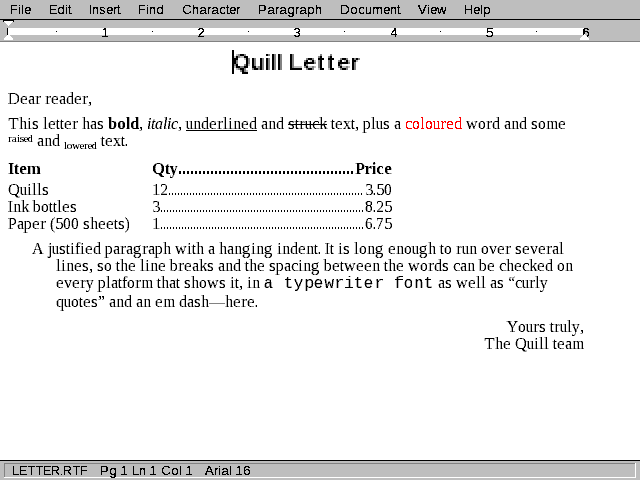 File Edit Insert Find Character Paragraph Document View Help
1 2 3 4 5 6
Quill Letter
Dear reader,
This letter has bold, italic, underlined and struck text, plus a coloured word and some
raised and lowered text.
Item Qty....................................Price
Quills 12................................................3.50
Ink bottles 3..................................................8.25
Paper (500 sheets) 1..................................................6.75
A justified paragraph with a hanging indent. It is long enough to run over several
lines, so the line breaks and the spacing between the words can be checked on
every platform that shows it, in a typewriter font as well as “curly
quotes” and an em dash—here.
Yours truly,
The Quill team
LETTER.RTF Pg 1 Ln 1 Col 1 Arial 16